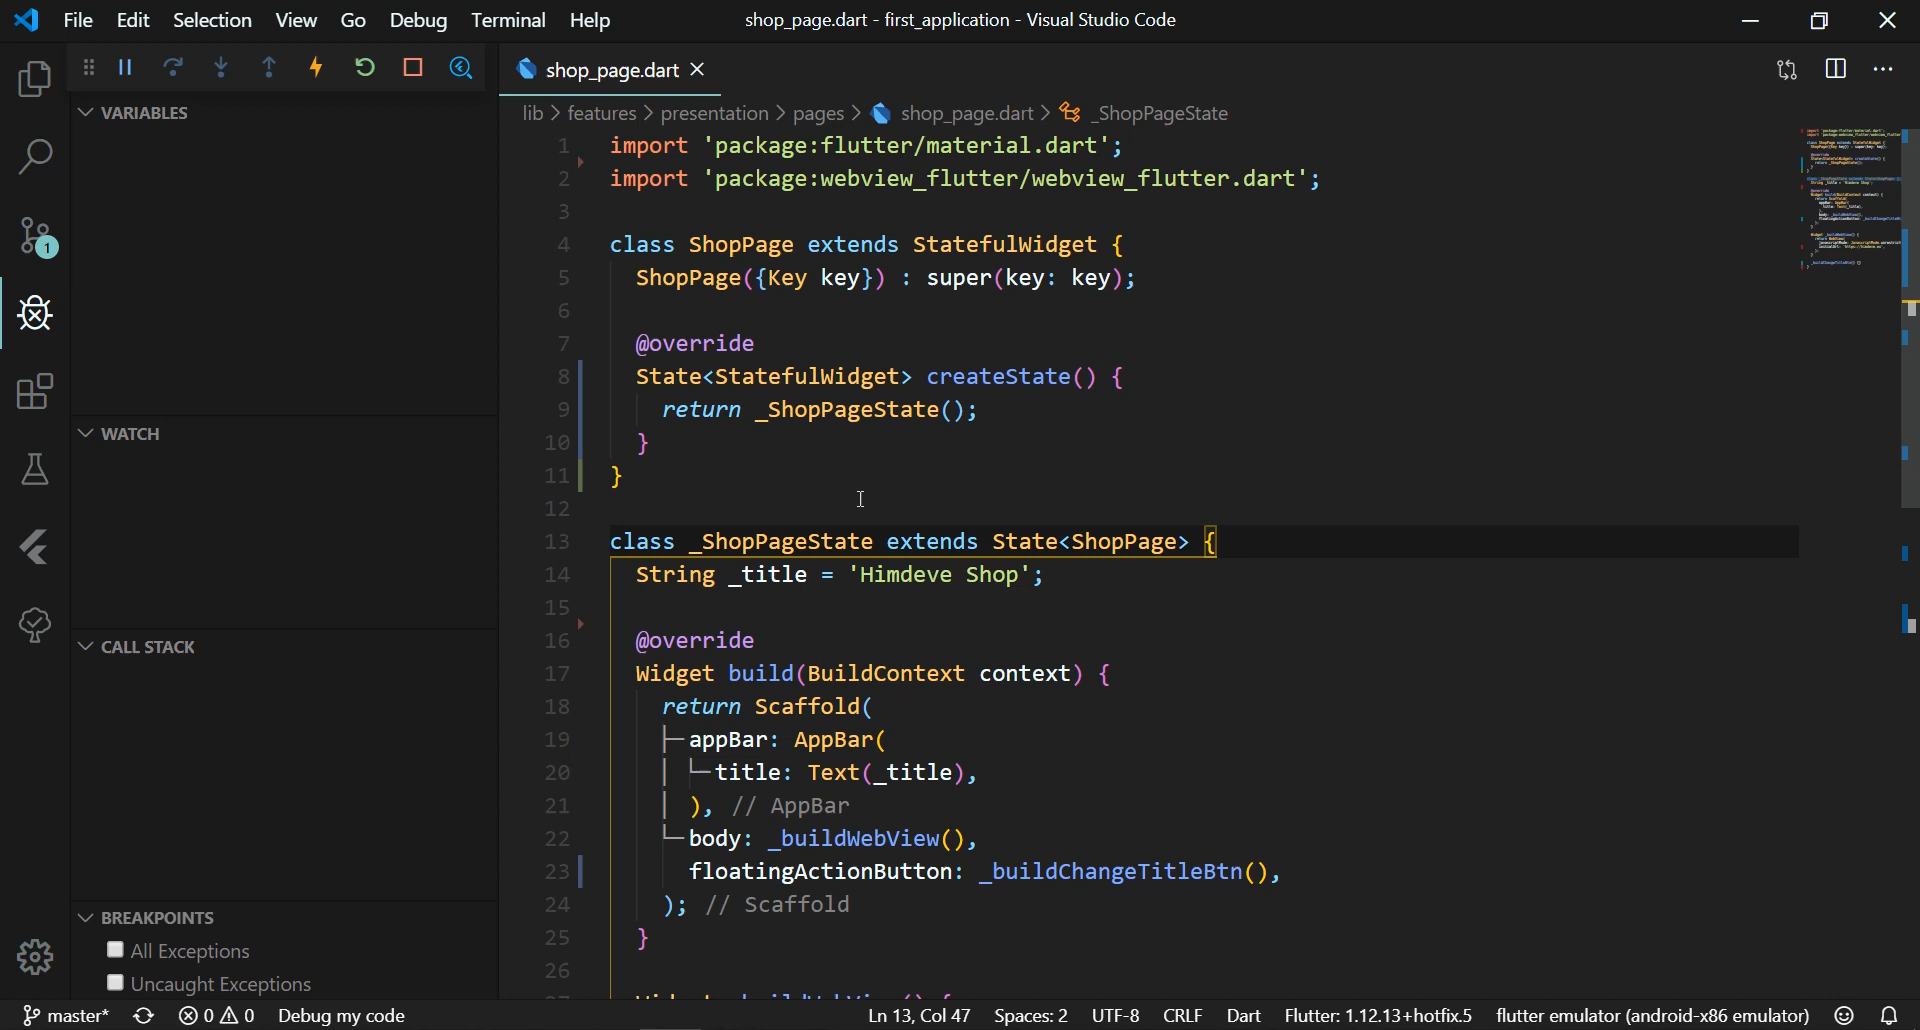 File Edit Selection View Go Debug Terminal Help shop_page.dart - first_application - Visual Studio Code
shop_page.dart
VARIABLES
lib > features > presentation > pages > shop_page.dart > _ShopPageState
1 import 'package:flutter/material.dart';
2 import 'package:webview_flutter/webview_flutter.dart';
3
4 class ShopPage extends StatefulWidget {
5 ShopPage({Key key}) : super(key: key);
6
7 @override
8 State<StatefulWidget> createState() {
9 return _ShopPageState();
10 }
11 }
12
13 class _ShopPageState extends State<ShopPage> {
14 String _title = 'Himdeve Shop';
15
16 @override
17 Widget build(BuildContext context) {
18 return Scaffold(
19 appBar: AppBar(
20 title: Text(_title),
21 ), // AppBar
22 body: _buildWebView(),
23 floatingActionButton: _buildChangeTitleBtn(),
24 ); // Scaffold
25 }
26
1
WATCH
CALL STACK
BREAKPOINTS
All Exceptions
Uncaught Exceptions
master* 0 0 Debug my code Ln 13, Col 47 Spaces: 2 UTF-8 CRLF Dart Flutter: 1.12.13+hotfix.5 flutter emulator (android-x86 emulator)